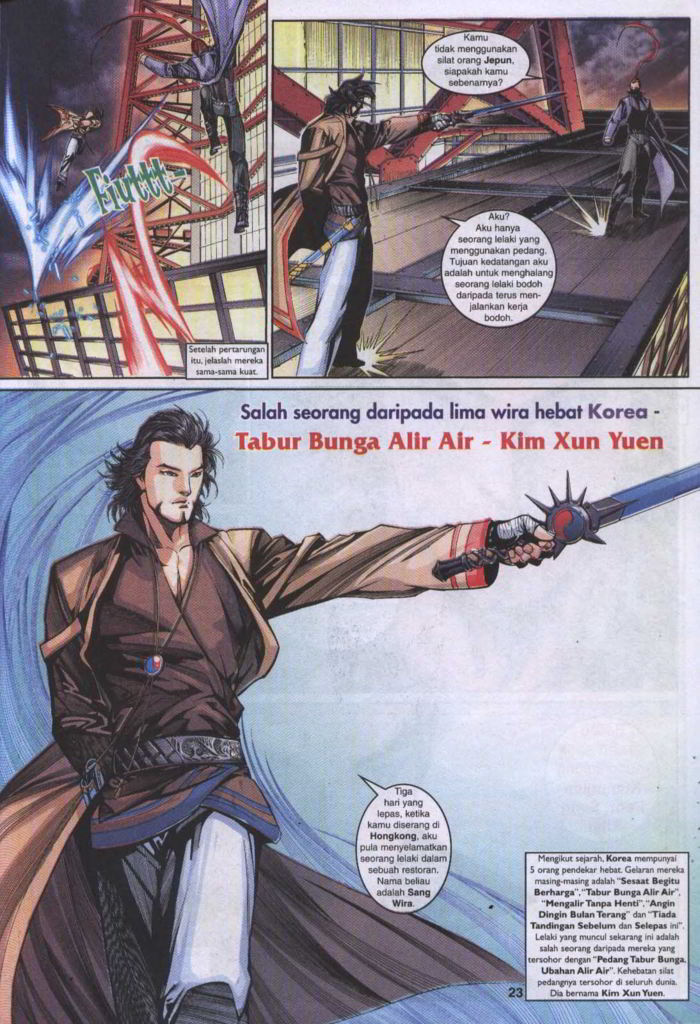 Fiuttt-
Setelah pertarungan
itu, jelaslah mereka
sama-sama kuat.
Kamu
tidak menggunakan
silat orang Jepun,
siapakah kamu
sebenarnya?
Aku?
Aku hanya
seorang lelaki yang
menggunakan pedang.
Tujuan kedatangan aku
adalah untuk menghalang
seorang lelaki bodoh
daripada terus men-
jalankan kerja
bodoh.
Salah seorang daripada lima wira hebat Korea -
Tabur Bunga Alir Air - Kim Xun Yuen
Tiga
hari yang
lepas, ketika
kamu diserang di
Hongkong, aku
pula menyelamatkan
seorang lelaki dalam
sebuah restoran.
Nama beliau
adalah Sang
Wira.
Mengikut sejarah, Korea mempunyai
5 orang pendekar hebat. Gelaran mereka
masing-masing adalah "Sesaat Begitu
Berharga", "Tabur Bunga Alir Air",
"Mengalir Tanpa Henti", "Angin
Dingin Bulan Terang" dan "Tiada
Tandingan Sebelum dan Selepas ini".
Lelaki yang muncul sekarang ini adalah
salah seorang daripada mereka yang
tersohor dengan "Pedang Tabur Bunga,
Ubahan Alir Air". Kehebatan silat
pedangnya tersohor di seluruh dunia.
Dia bernama Kim Xun Yuen.
23